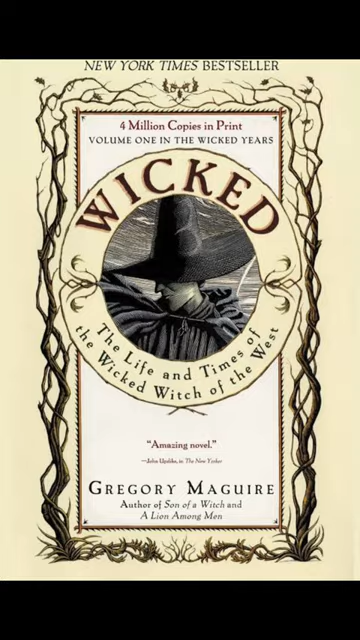 NEW YORK TIMES BESTSELLER
4 Million Copies in Print
VOLUME ONE IN THE WICKED YEARS
WICKED
The Life and Times of
the Wicked Witch of the West
“Amazing novel.”
—John Updike, in The New Yorker
GREGORY MAGUIRE
Author of Son of a Witch and
A Lion Among Men